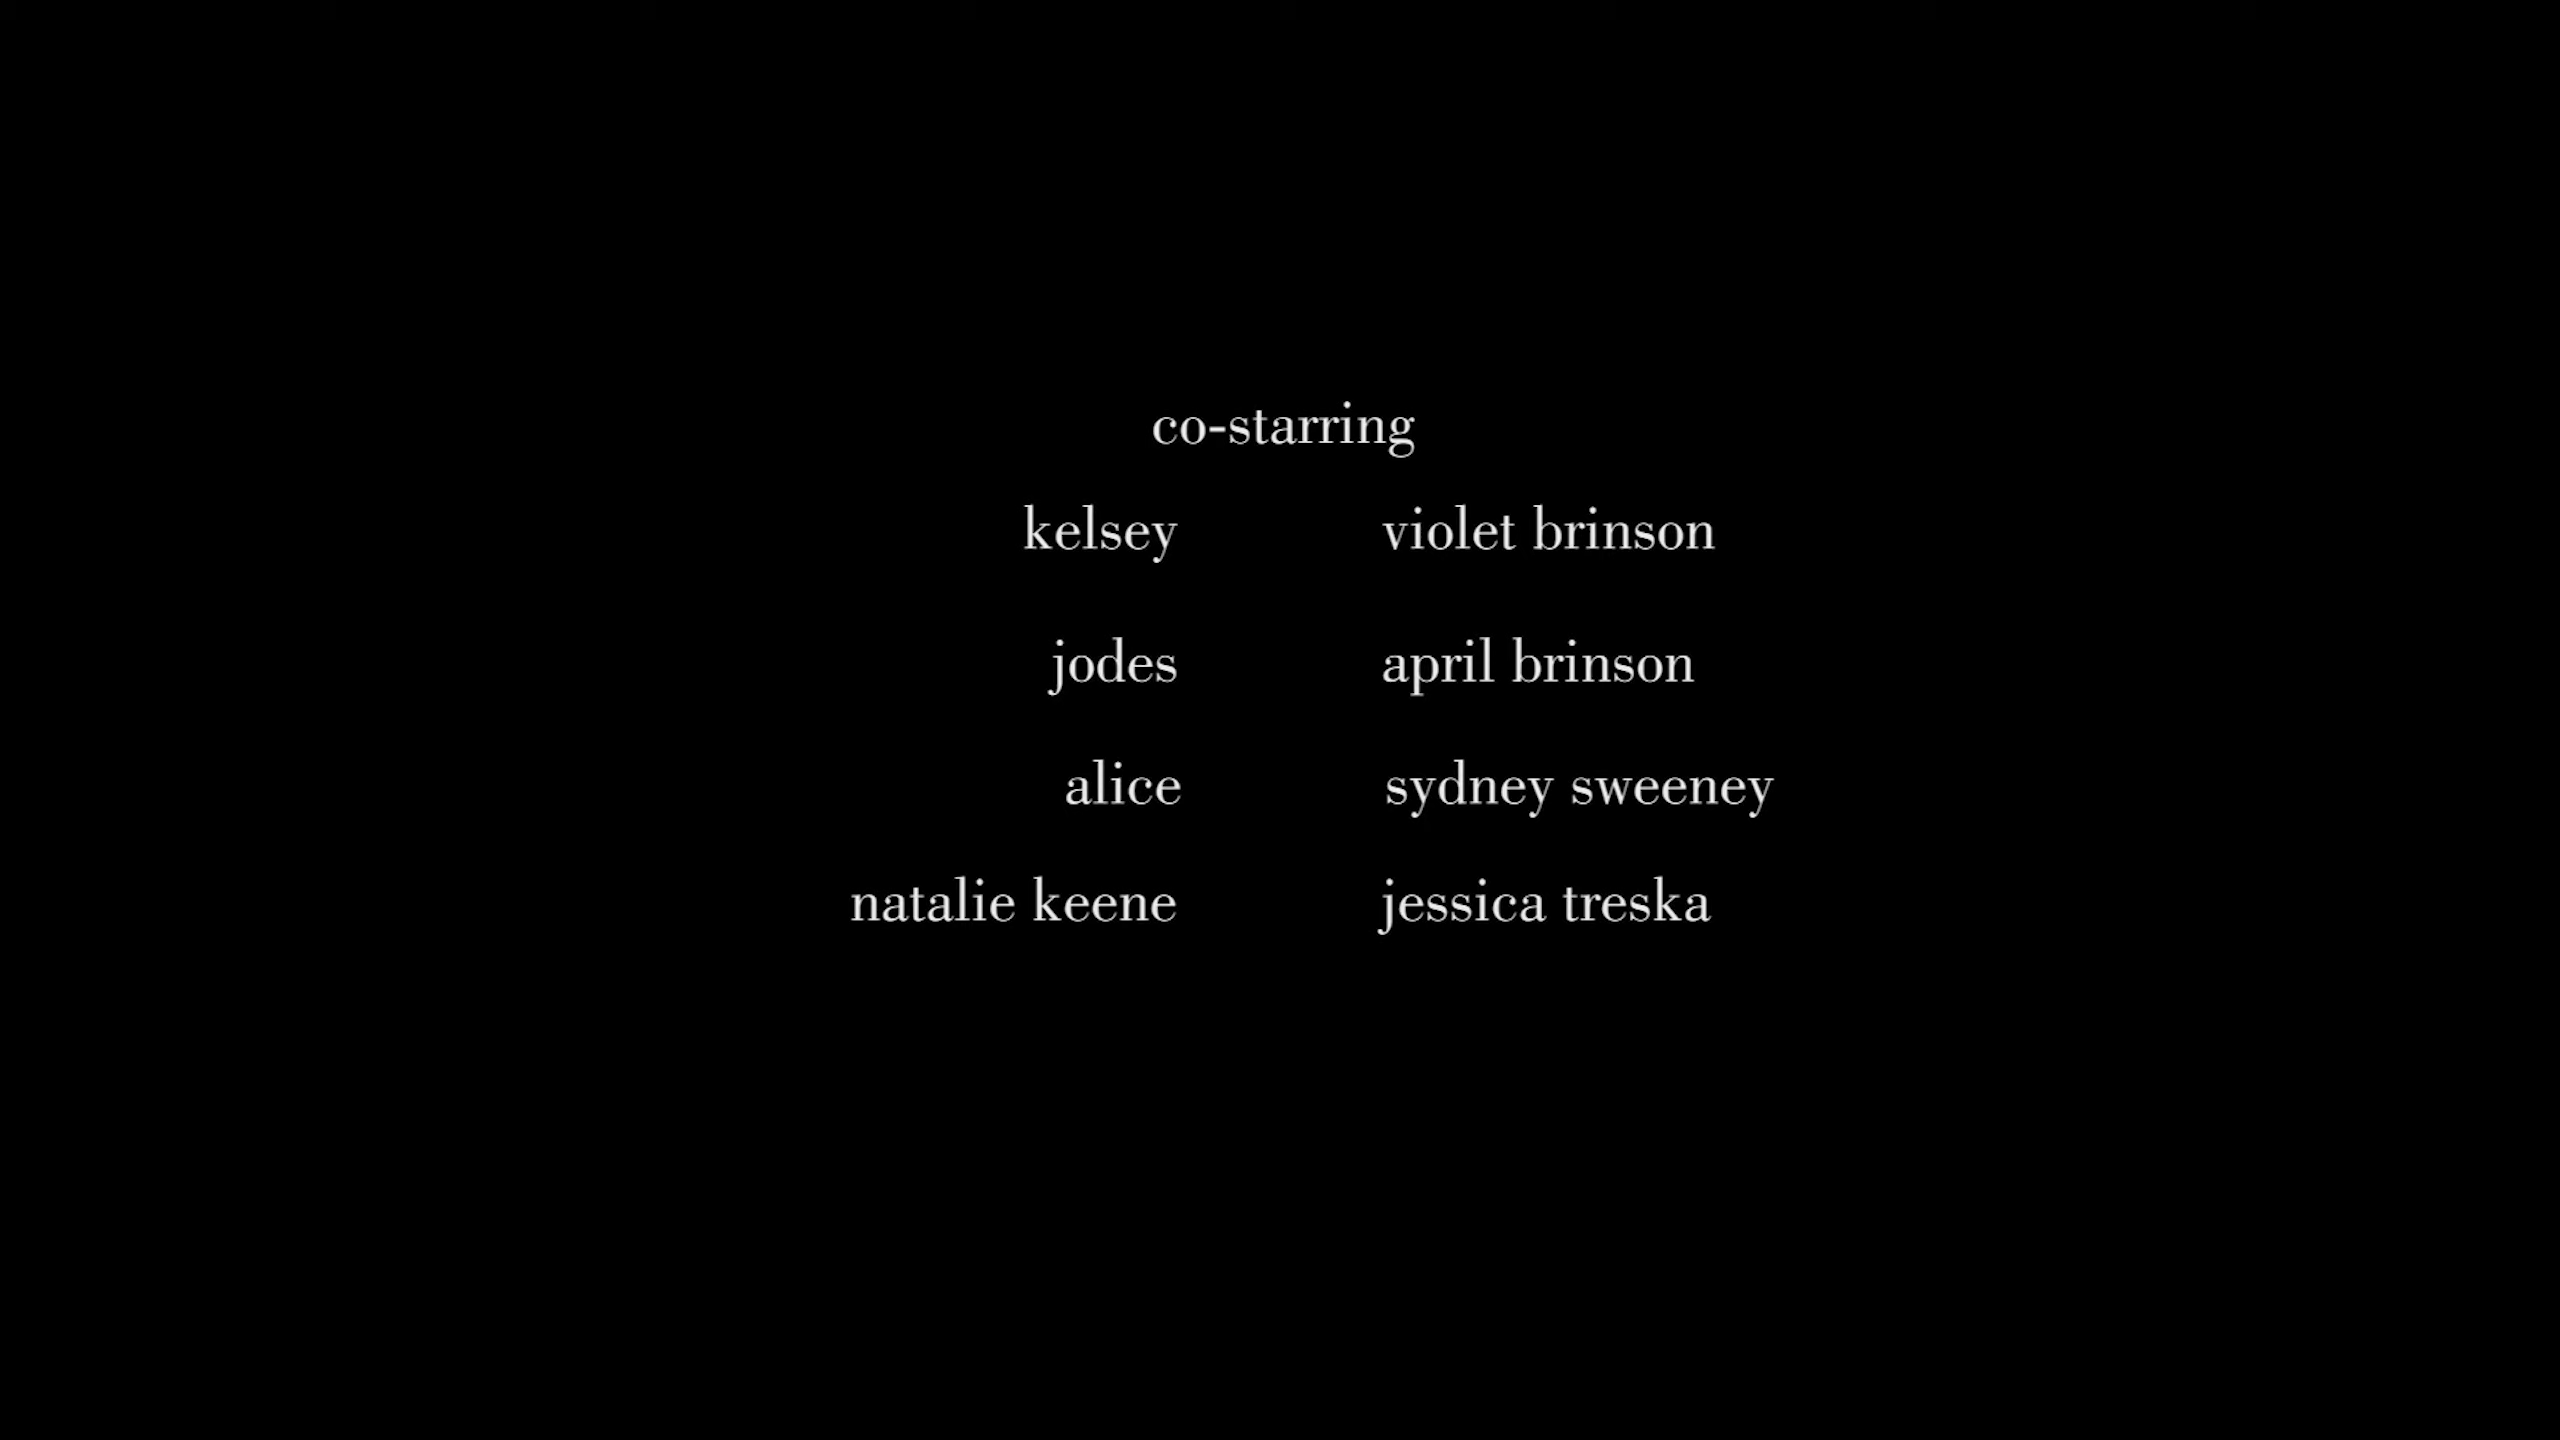 co-starring
kelsey violet brinson
jodes april brinson
alice sydney sweeney
natalie keene jessica treska